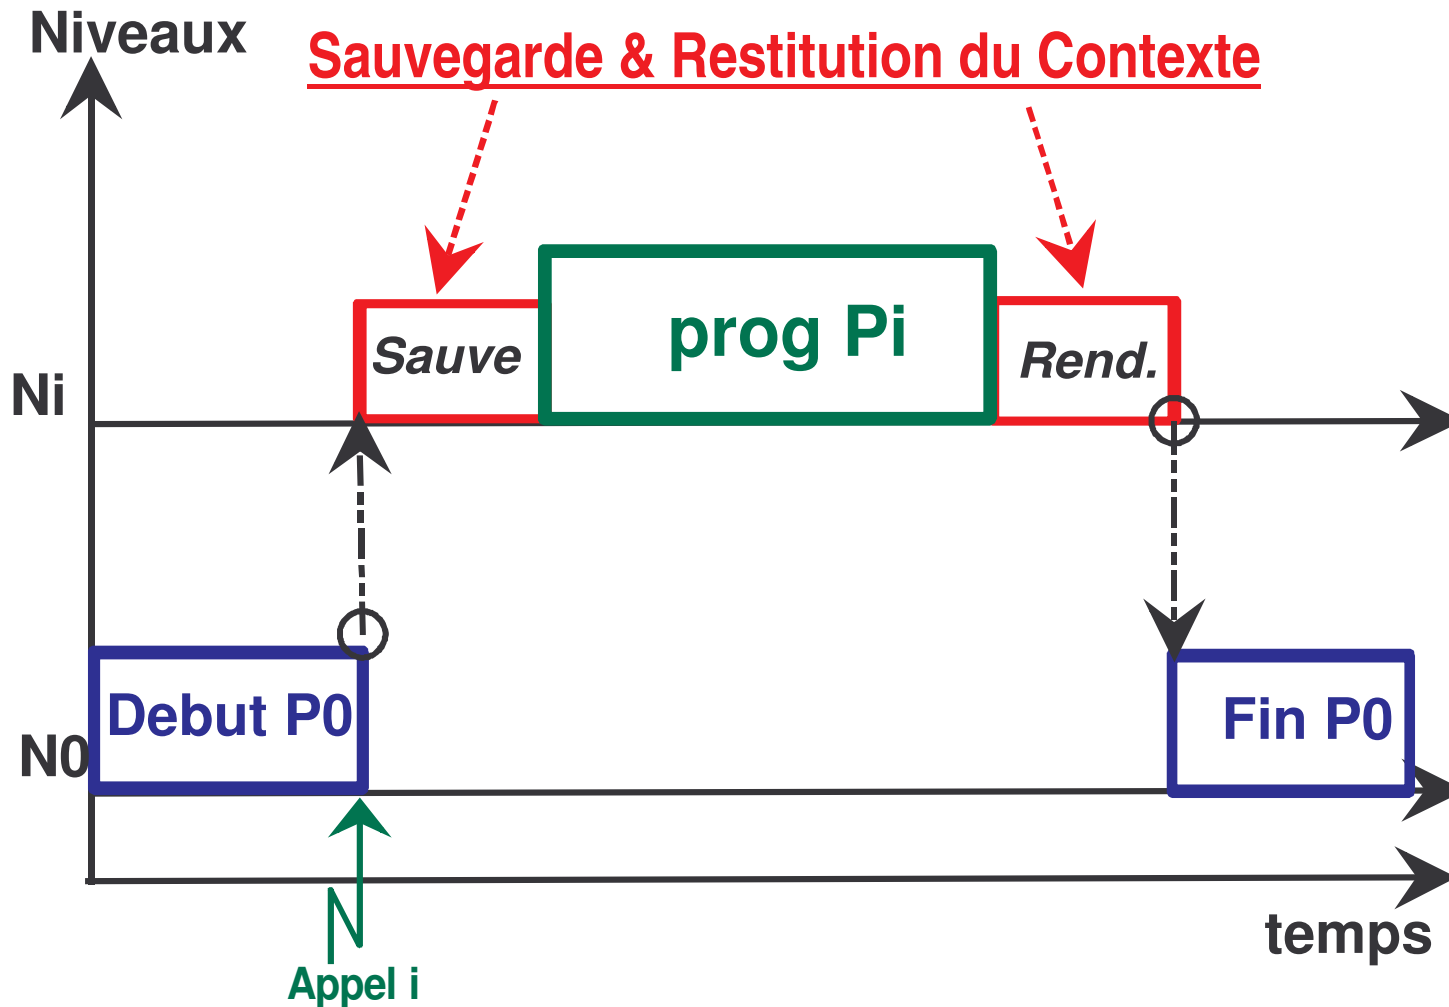 Niveaux
Sauvegarde & Restitution du Contexte
Sauve
prog Pi
Rend.
Ni
Debut P0
Fin P0
N0
temps
Appel i